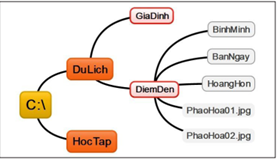 GiaDinh
BinhMinh
BanNgay
DuLich
HoangHon
DiemDen
C:\
PhaoHoa01.jpg
PhaoHoa02.jpg
HocTap